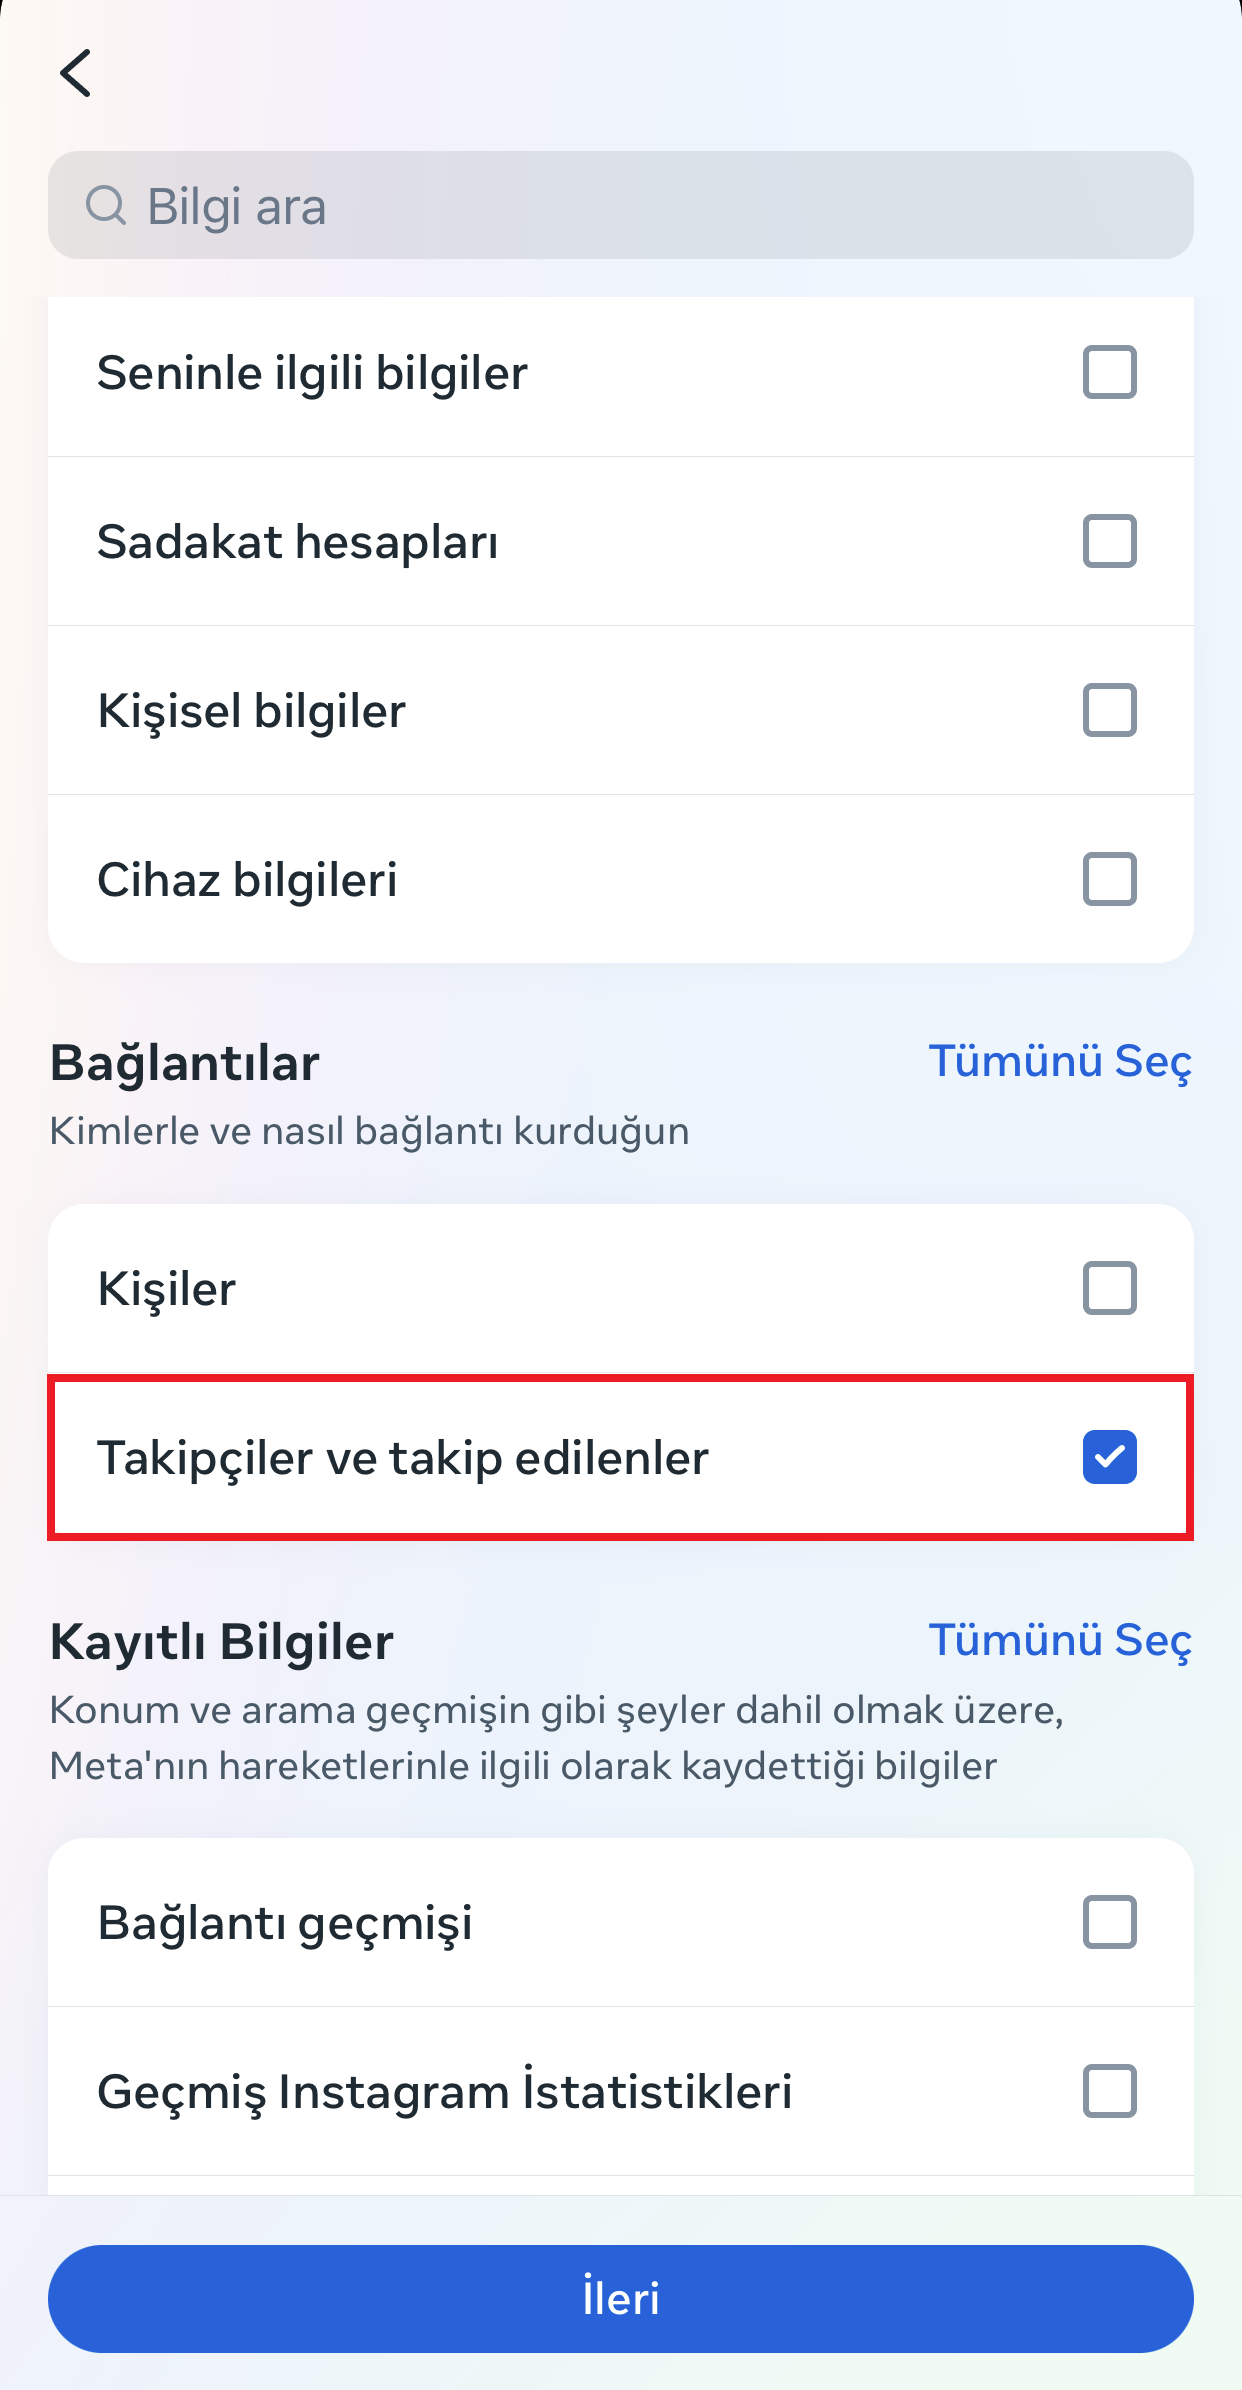 Bilgi ara
Seninle ilgili bilgiler
Sadakat hesapları
Kişisel bilgiler
Cihaz bilgileri
Bağlantılar
Tümünü Seç
Kimlerle ve nasıl bağlantı kurduğun
Kişiler
Takipçiler ve takip edilenler
Kayıtlı Bilgiler
Tümünü Seç
Konum ve arama geçmişin gibi şeyler dahil olmak üzere,
Meta'nın hareketlerinle ilgili olarak kaydettiği bilgiler
Bağlantı geçmişi
Geçmiş Instagram İstatistikleri
İleri